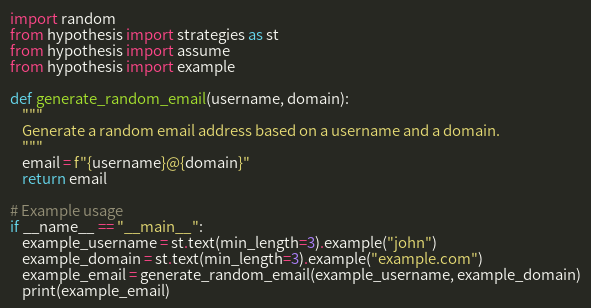 import random
from hypothesis import strategies as st
from hypothesis import assume
from hypothesis import example

def generate_random_email(username, domain):
    """
    Generate a random email address based on a username and a domain.
    """
    email = f"{username}@{domain}"
    return email

# Example usage
if __name__ == "__main__":
    example_username = st.text(min_length=3).example("john")
    example_domain = st.text(min_length=3).example("example.com")
    example_email = generate_random_email(example_username, example_domain)
    print(example_email)